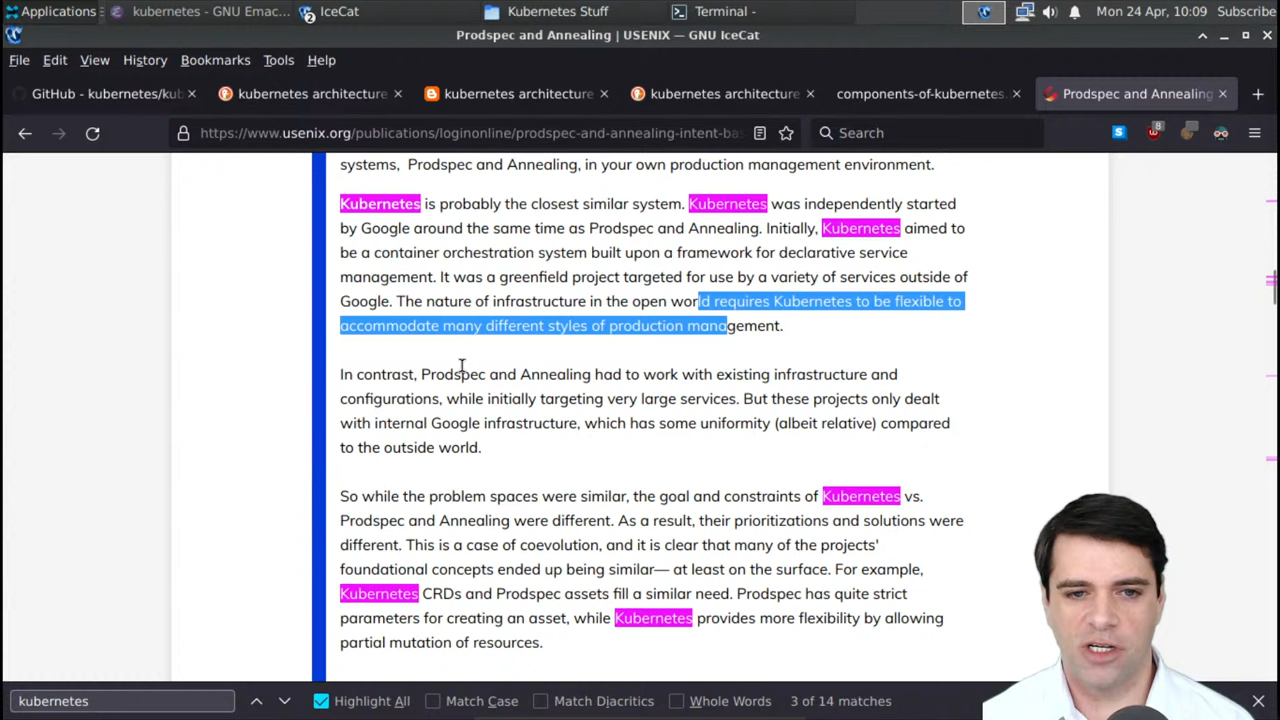 Applications
kubernetes - GNU Emac...
2
IceCat
Kubernetes Stuff
Terminal -
Mon 24 Apr, 10:09
Subscribe
Prodspec and Annealing | USENIX — GNU IceCat
File Edit View History Bookmarks Tools Help
GitHub - kubernetes/kub
kubernetes architecture
kubernetes architecture
kubernetes architecture
components-of-kubernetes.
Prodspec and Annealing
https://www.usenix.org/publications/loginonline/prodspec-and-annealing-intent-bas
Search
S
8
systems, Prodspec and Annealing, in your own production management environment.
Kubernetes is probably the closest similar system. Kubernetes was independently started
by Google around the same time as Prodspec and Annealing. Initially, Kubernetes aimed to
be a container orchestration system built upon a framework for declarative service
management. It was a greenfield project targeted for use by a variety of services outside of
Google. The nature of infrastructure in the open world requires Kubernetes to be flexible to
accommodate many different styles of production management.
In contrast, Prodspec and Annealing had to work with existing infrastructure and
configurations, while initially targeting very large services. But these projects only dealt
with internal Google infrastructure, which has some uniformity (albeit relative) compared
to the outside world.
So while the problem spaces were similar, the goal and constraints of Kubernetes vs.
Prodspec and Annealing were different. As a result, their prioritizations and solutions were
different. This is a case of coevolution, and it is clear that many of the projects'
foundational concepts ended up being similar— at least on the surface. For example,
Kubernetes CRDs and Prodspec assets fill a similar need. Prodspec has quite strict
parameters for creating an asset, while Kubernetes provides more flexibility by allowing
partial mutation of resources.
kubernetes
Highlight All
Match Case
Match Diacritics
Whole Words
3 of 14 matches